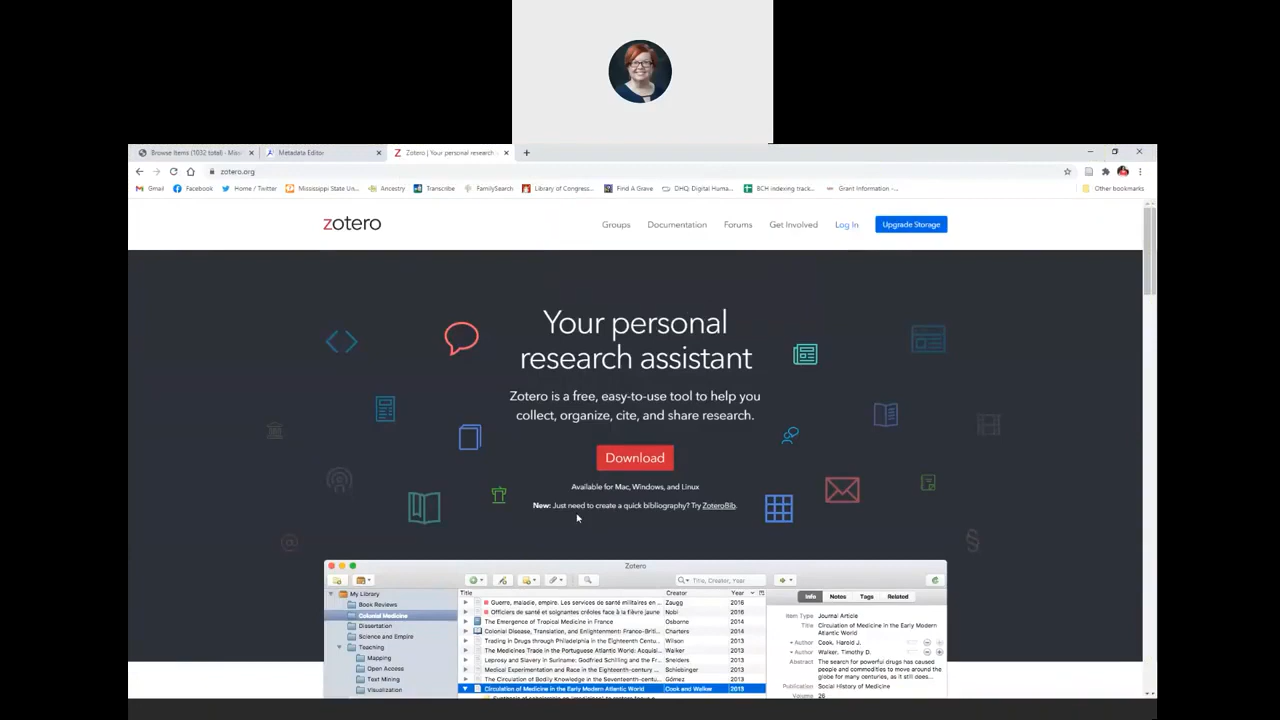 Browse Items (1032 total) - Miss
Metadata Editor
Zotero | Your personal research
zotero.org
Gmail
Facebook
Home / Twitter
Mississippi State Un...
Ancestry
Transcribe
FamilySearch
Library of Congress...
Find A Grave
DHQ: Digital Human...
BCH indexing track...
Grant Information -...
Other bookmarks
zotero
Groups
Documentation
Forums
Get Involved
Log In
Upgrade Storage
Your personal
research assistant
Zotero is a free, easy-to-use tool to help you
collect, organize, cite, and share research.
Download
Available for Mac, Windows, and Linux
New: Just need to create a quick bibliography? Try ZoteroBib.
Zotero
Title, Creator, Year
My Library
Book Reviews
Colonial Medicine
Dissertation
Science and Empire
Teaching
Mapping
Open Access
Text Mining
Visualization
Title Creator Year
Guerre, maladie, empire. Les services de santé militaires en ... Zaugg 2016
Officiers de santé et soignantes créoles face à la fièvre jaune Nobi 2016
The Emergence of Tropical Medicine in France Osborne 2014
Colonial Disease, Translation, and Enlightenment: Franco-Briti... Charters 2014
Trading in Drugs through Philadelphia in the Eighteenth Centu... Wilson 2013
The Medicines Trade in the Portuguese Atlantic World: Acquisi... Walker 2013
Leprosy and Slavery in Suriname: Godfried Schilling and the Fr... Snelders 2013
Medical Experimentation and Race in the Eighteenth-century ... Schiebinger 2013
The Circulation of Bodily Knowledge in the Seventeenth-centu... Gómez 2013
Circulation of Medicine in the Early Modern Atlantic World Cook and Walker 2013
Info Notes Tags Related
Item Type Journal Article
Title Circulation of Medicine in the Early Modern
Atlantic World
Author Cook, Harold J.
Author Walker, Timothy D.
Abstract The search for powerful drugs has caused
people and commodities to move around the
globe for many centuries, as it still does...
Publication Social History of Medicine
Volume 26